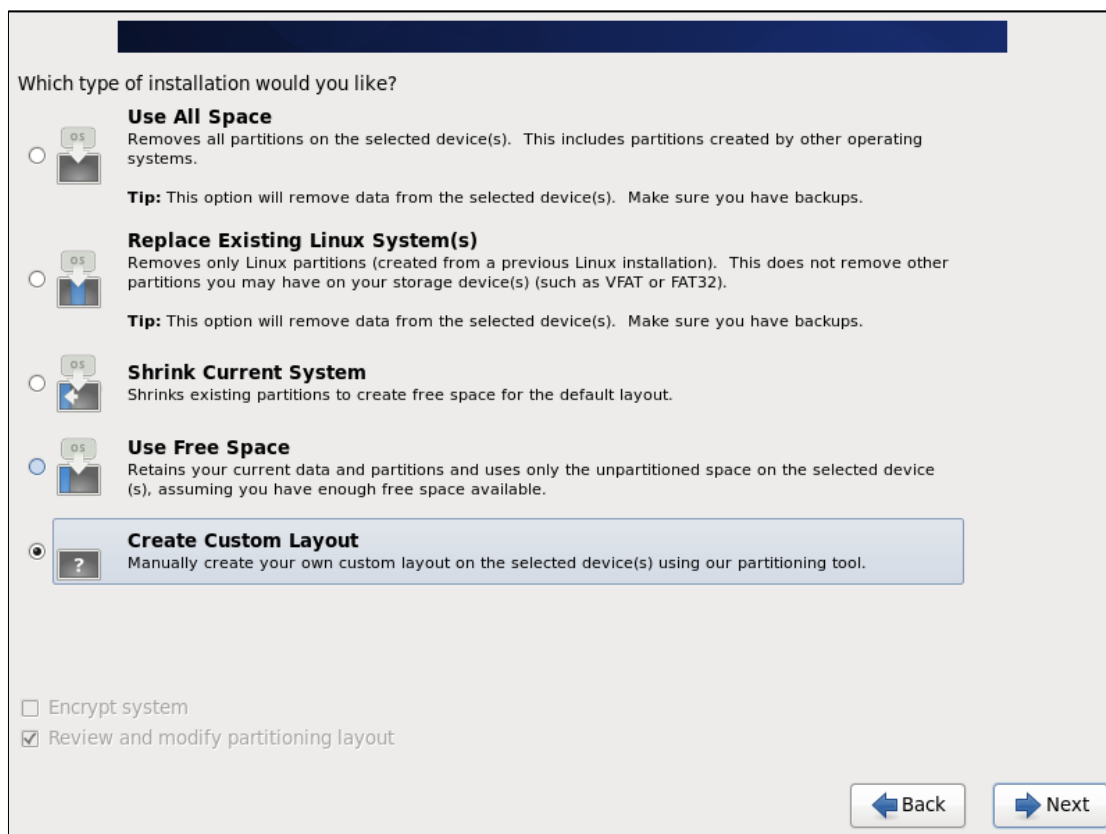 Which type of installation would you like?
Use All Space
OS
Removes all partitions on the selected device(s).  This includes partitions created by other operating
systems.
Tip: This option will remove data from the selected device(s).  Make sure you have backups.
Replace Existing Linux System(s)
OS
Removes only Linux partitions (created from a previous Linux installation).  This does not remove other
partitions you may have on your storage device(s) (such as VFAT or FAT32).
Tip: This option will remove data from the selected device(s).  Make sure you have backups.
OS
Shrink Current System
Shrinks existing partitions to create free space for the default layout.
Use Free Space
OS
Retains your current data and partitions and uses only the unpartitioned space on the selected device
(s), assuming you have enough free space available.
Create Custom Layout
?
Manually create your own custom layout on the selected device(s) using our partitioning tool.
Encrypt system
Review and modify partitioning layout
Back
Next